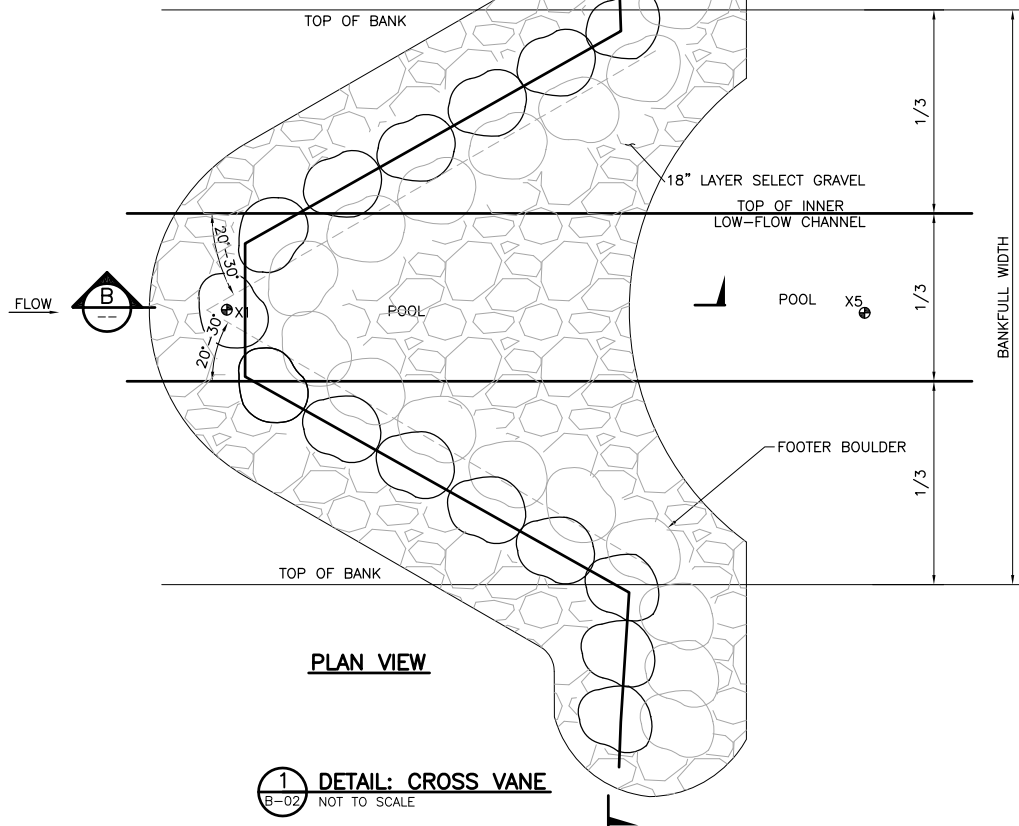 TOP OF BANK
1/3
18" LAYER SELECT GRAVEL
TOP OF INNER
LOW-FLOW CHANNEL
20°-30°
FLOW
B
--
X1
POOL
POOL
X5
1/3
BANKFULL WIDTH
20°-30°
FOOTER BOULDER
1/3
TOP OF BANK
PLAN VIEW
1
B-02
DETAIL: CROSS VANE
NOT TO SCALE